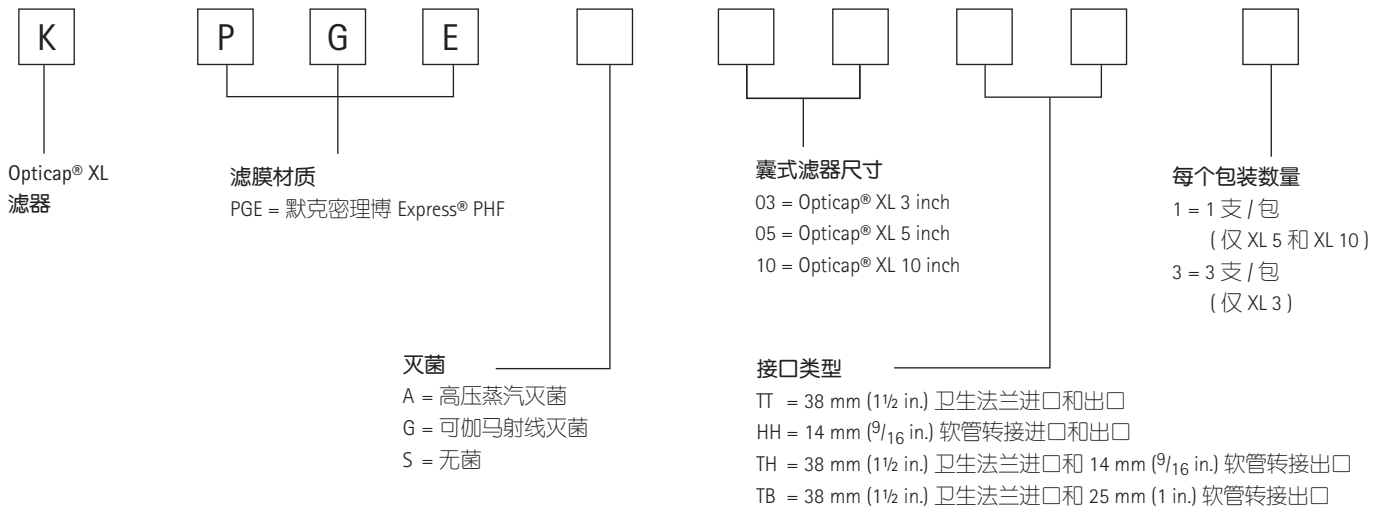 K P G E
Opticap® XL
滤器
滤膜材质
PGE = 默克密理博 Express® PHF
囊式滤器尺寸
03 = Opticap® XL 3 inch
05 = Opticap® XL 5 inch
10 = Opticap® XL 10 inch
每个包装数量
1 = 1 支 / 包
( 仅 XL 5 和 XL 10 )
3 = 3 支 / 包
( 仅 XL 3 )
灭菌
A = 高压蒸汽灭菌
G = 可伽马射线灭菌
S = 无菌
接口类型
TT = 38 mm (1½ in.) 卫生法兰进口和出口
HH = 14 mm (9/16 in.) 软管转接进口和出口
TH = 38 mm (1½ in.) 卫生法兰进口和 14 mm (9/16 in.) 软管转接出口
TB = 38 mm (1½ in.) 卫生法兰进口和 25 mm (1 in.) 软管转接出口